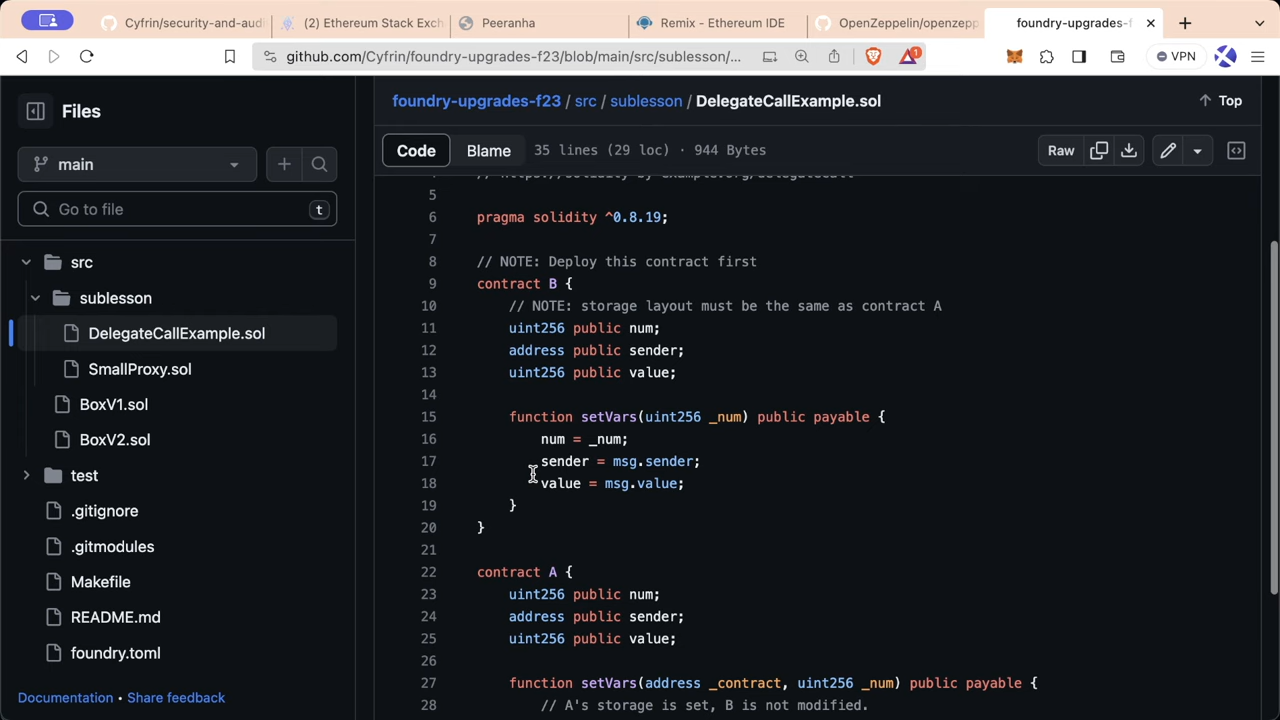 Cyfrin/security-and-audi
(2) Ethereum Stack Exch
Peeranha
Remix - Ethereum IDE
OpenZeppelin/openzepp
foundry-upgrades-f
github.com/Cyfrin/foundry-upgrades-f23/blob/main/src/sublesson/...
1
VPN
Files
main
Go to file
t
src
sublesson
DelegateCallExample.sol
SmallProxy.sol
BoxV1.sol
BoxV2.sol
test
.gitignore
.gitmodules
Makefile
README.md
foundry.toml
Documentation • Share feedback
foundry-upgrades-f23 / src / sublesson / DelegateCallExample.sol
Top
Code
Blame
35 lines (29 loc) · 944 Bytes
Raw
5
6 pragma solidity ^0.8.19;
7
8 // NOTE: Deploy this contract first
9 contract B {
10 // NOTE: storage layout must be the same as contract A
11 uint256 public num;
12 address public sender;
13 uint256 public value;
14
15 function setVars(uint256 _num) public payable {
16 num = _num;
17 sender = msg.sender;
18 value = msg.value;
19 }
20 }
21
22 contract A {
23 uint256 public num;
24 address public sender;
25 uint256 public value;
26
27 function setVars(address _contract, uint256 _num) public payable {
28 // A's storage is set, B is not modified.